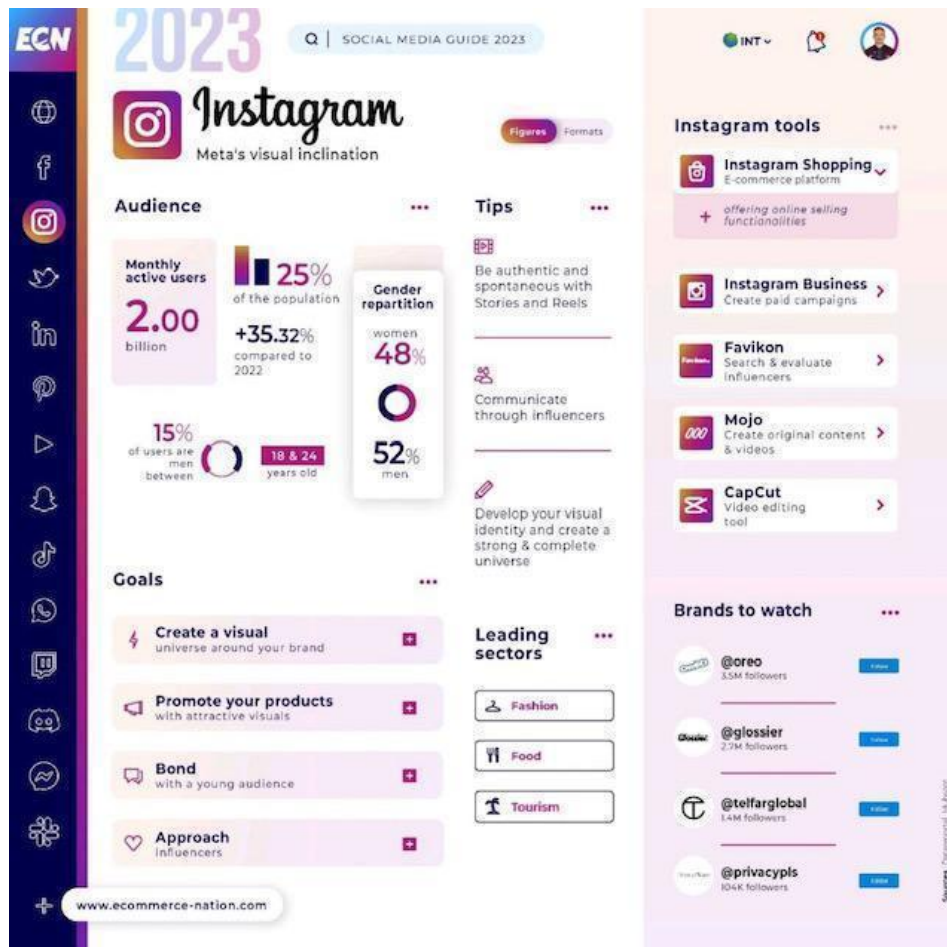 ECN
2023
SOCIAL MEDIA GUIDE 2023
INT
Instagram
Meta's visual inclination
Figures
Formats
Audience
Monthly
active users
2.00
billion
25%
of the population
+35.32%
compared to
2022
Gender
repartition
women
48%
52%
men
15%
of users are
men
between
18 & 24
years old
Tips
Be authentic and
spontaneous with
Stories and Reels
Communicate
through influencers
Develop your visual
identity and create a
strong & complete
universe
Goals
Create a visual
universe around your brand
Promote your products
with attractive visuals
Bond
with a young audience
Approach
influencers
Leading
sectors
Fashion
Food
Tourism
Instagram tools
Instagram Shopping
E-commerce platform
offering online selling
functionalities
Instagram Business
Create paid campaigns
Favikon
Search & evaluate
influencers
Mojo
Create original content
& videos
CapCut
Video editing
tool
Brands to watch
@oreo
3.5M followers
Follow
Glossier.
@glossier
2.7M followers
Follow
@telfarglobal
1.4M followers
Follow
@privacypls
104K followers
Follow
Sources
www.ecommerce-nation.com